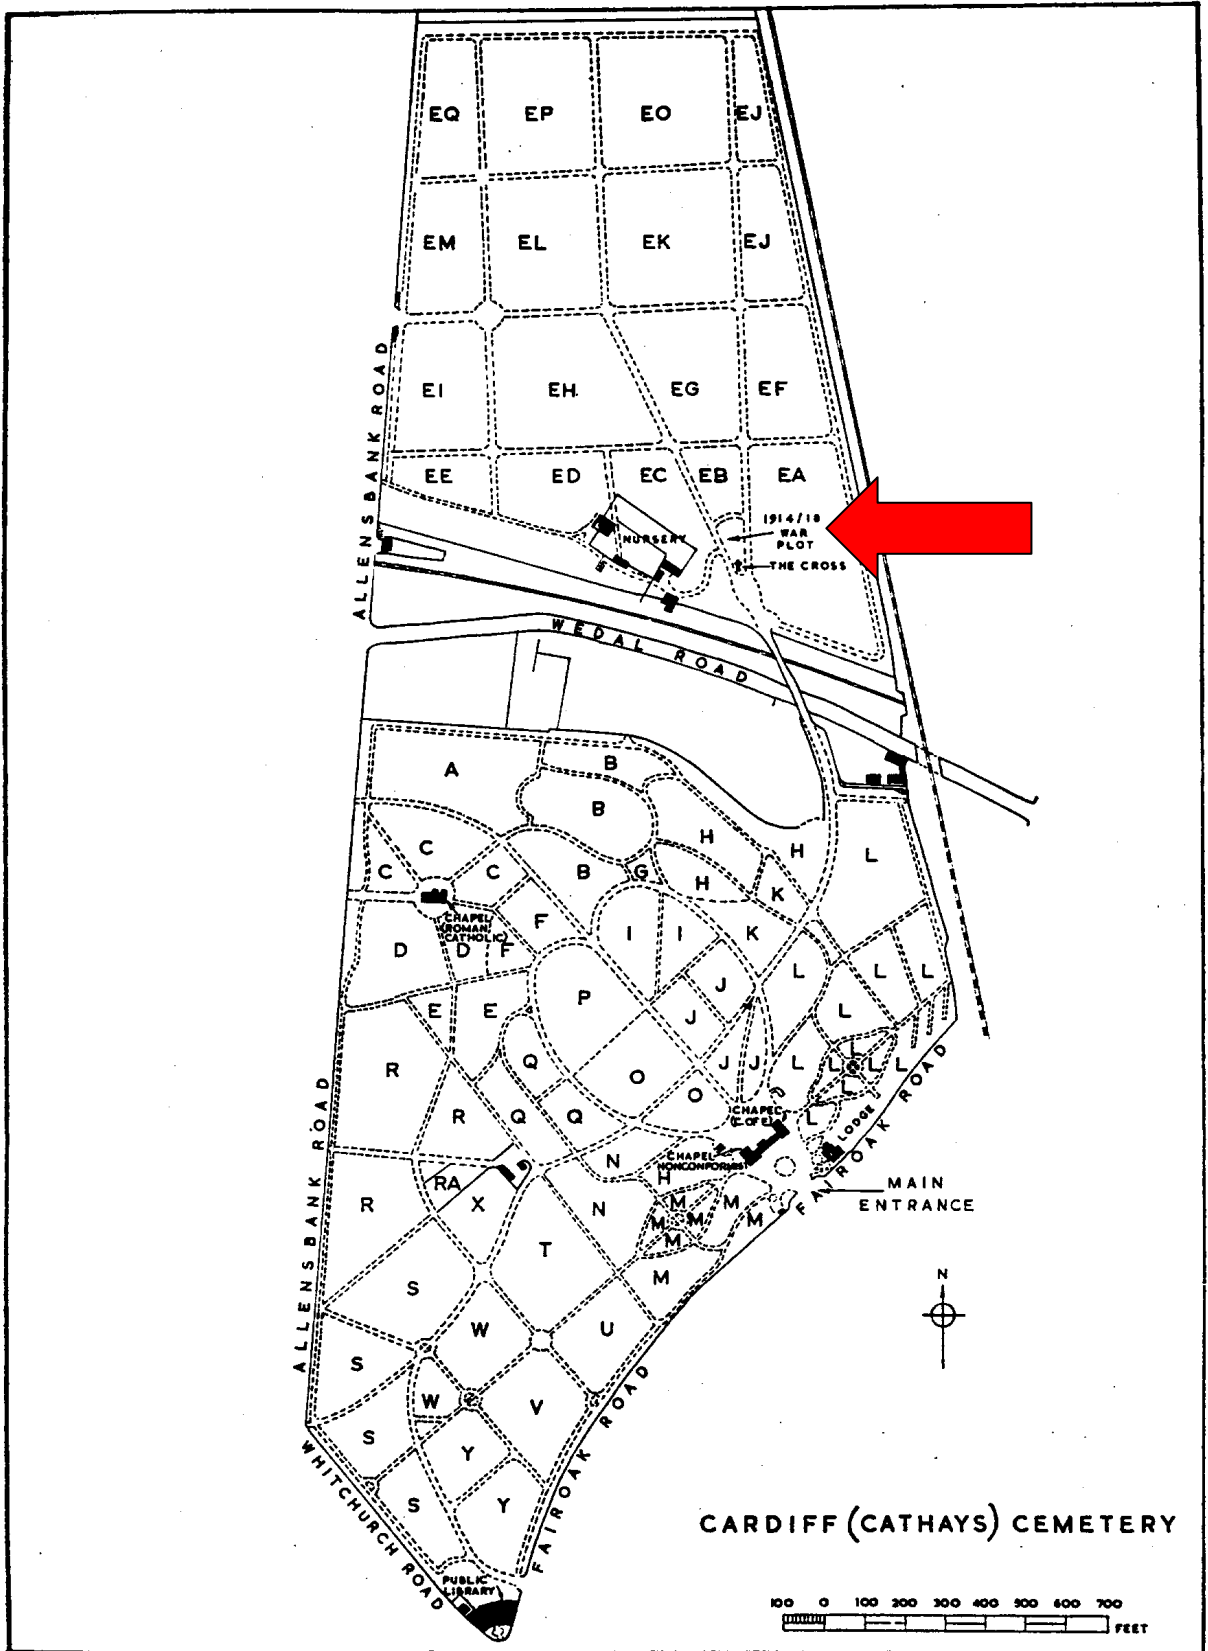 EQ EP EO EJ
EM EL EK EJ
EI EH. EG EF
EE ED EC EB EA
1914/18
WAR
PLOT
NURSERY
THE CROSS
ALLENSBANK ROAD
WEDAL ROAD
A B
B
C H H L
C C B G H K
CHAPEL
(ROMAN
CATHOLIC)
F I I K
D D F L L L
P J
E E J L
R Q O J J L L L L L L
R Q Q O
CHAPEL
(C. OF E.)
L
LODGE
CHAPEL
NONCONFORMIST
N H
RA
R X N M M M M M M
T
M
MAIN
ENTRANCE
FAIROAK ROAD
ALLENSBANK ROAD
S W U
S W V
S Y
S Y
N
FAIROAK ROAD
WHITCHURCH ROAD
PUBLIC
LIBRARY
CARDIFF (CATHAYS) CEMETERY
100 0 100 200 300 400 500 600 700
FEET